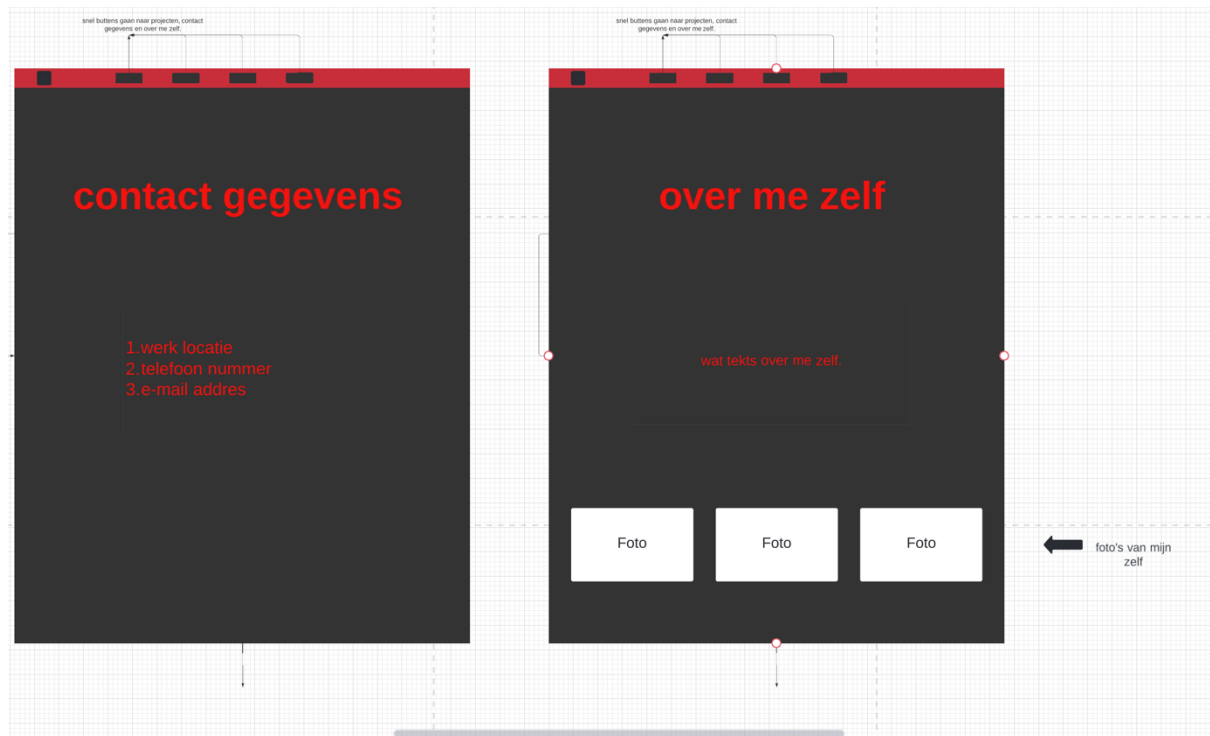 snel buttens gaan naar projecten, contact
gegevens en over me zelf.
contact gegevens
1.werk locatie
2.telefoon nummer
3.e-mail addres
snel buttens gaan naar projecten, contact
gegevens en over me zelf.
over me zelf
wat tekts over me zelf.
Foto
Foto
Foto
foto's van mijn
zelf